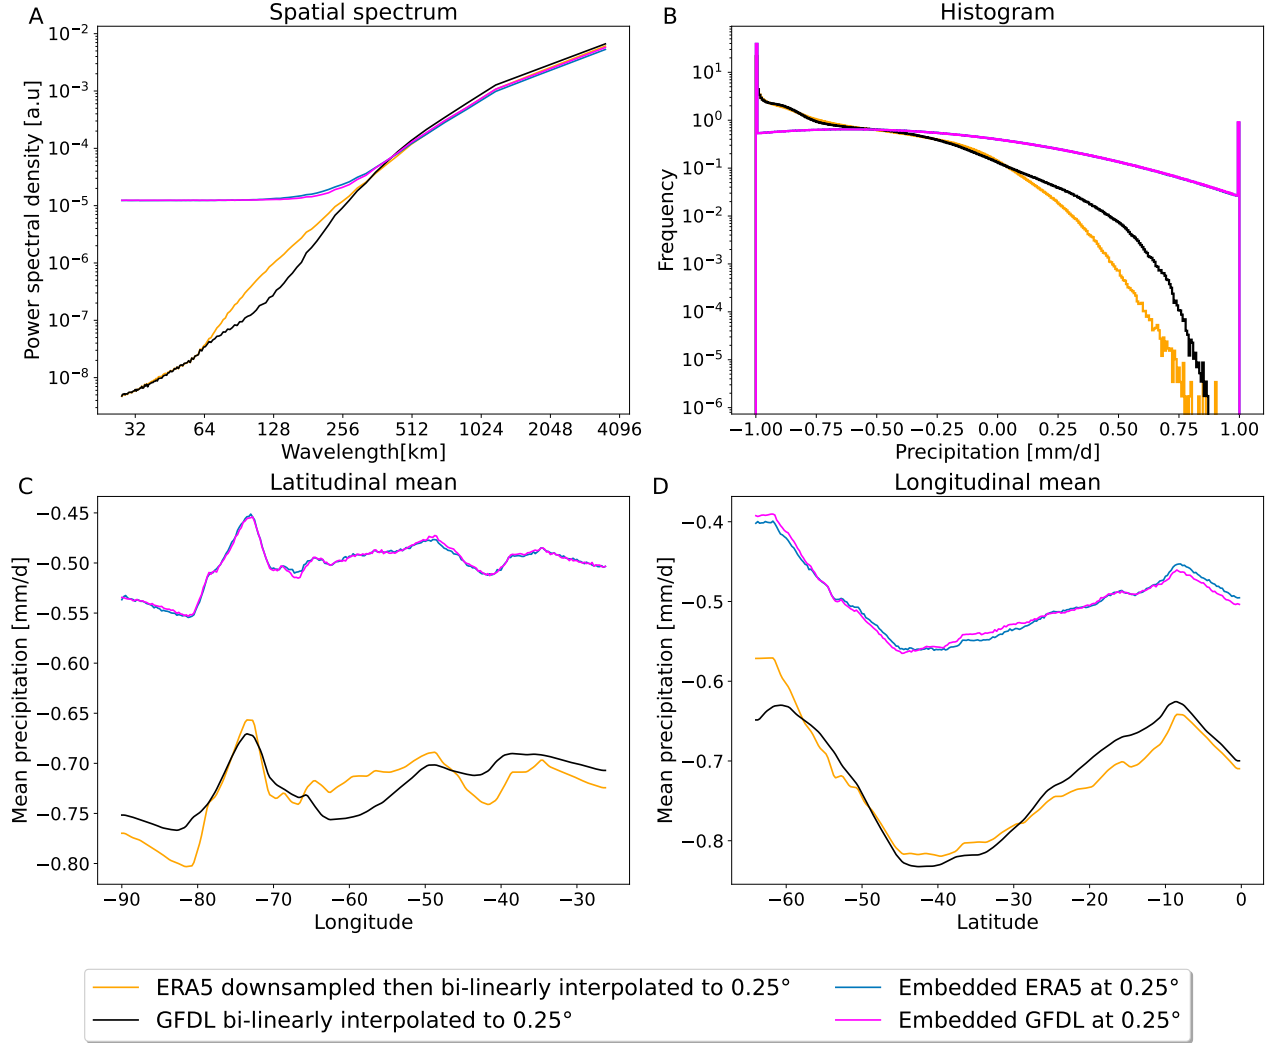 A
Spatial spectrum
Power spectral density [a.u]
10⁻²
10⁻³
10⁻⁴
10⁻⁵
10⁻⁶
10⁻⁷
10⁻⁸
32 64 128 256 512 1024 2048 4096
Wavelength[km]
B
Histogram
Frequency
10¹
10⁰
10⁻¹
10⁻²
10⁻³
10⁻⁴
10⁻⁵
10⁻⁶
−1.00 −0.75 −0.50 −0.25 0.00 0.25 0.50 0.75 1.00
Precipitation [mm/d]
C
Latitudinal mean
Mean precipitation [mm/d]
−0.45
−0.50
−0.55
−0.60
−0.65
−0.70
−0.75
−0.80
−90 −80 −70 −60 −50 −40 −30
Longitude
D
Longitudinal mean
Mean precipitation [mm/d]
−0.4
−0.5
−0.6
−0.7
−0.8
−60 −50 −40 −30 −20 −10 0
Latitude
ERA5 downsampled then bi-linearly interpolated to 0.25°
GFDL bi-linearly interpolated to 0.25°
Embedded ERA5 at 0.25°
Embedded GFDL at 0.25°